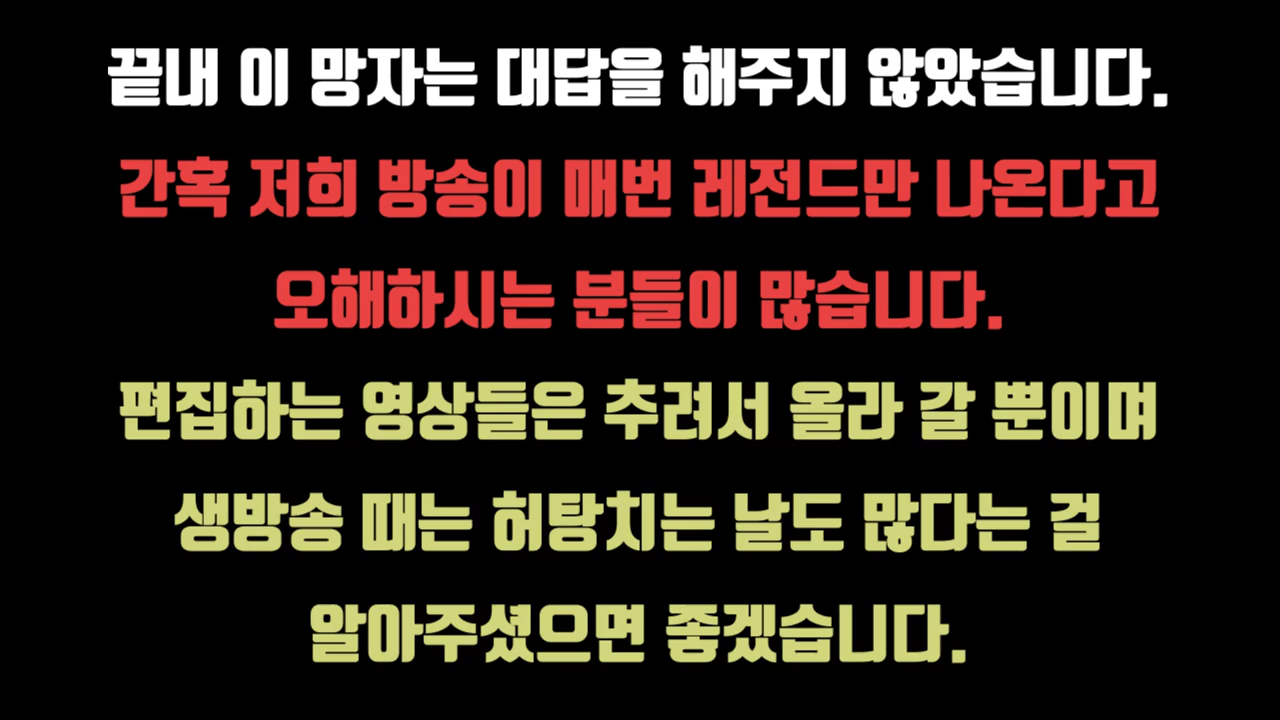 끝내 이 망자는 대답을 해주지 않았습니다.
간혹 저희 방송이 매번 레전드만 나온다고
오해하시는 분들이 많습니다.
편집하는 영상들은 추려서 올라 갈 뿐이며
생방송 때는 허탕치는 날도 많다는 걸
알아주셨으면 좋겠습니다.